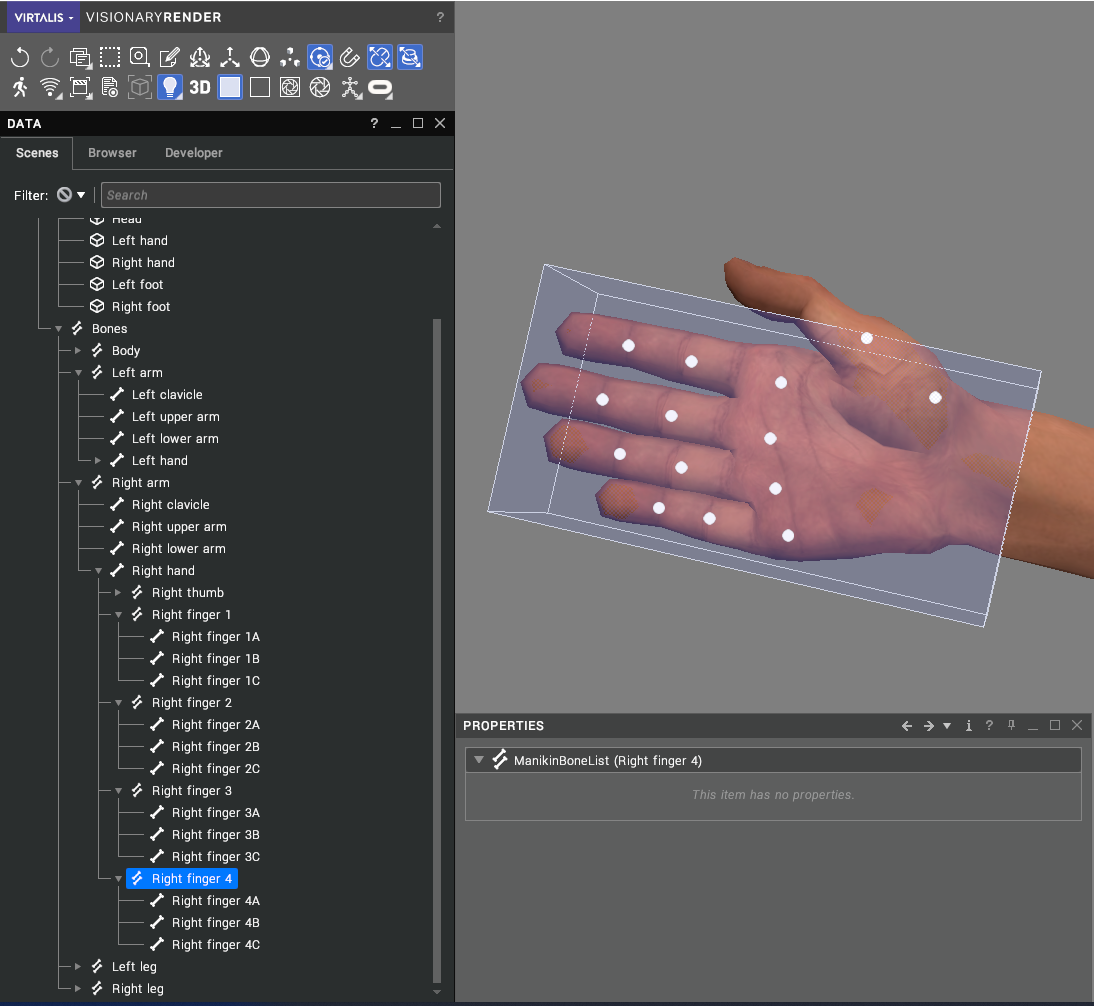 VIRTALIS VISIONARYRENDER ?
3D
DATA ?
Scenes Browser Developer
Filter: Search
Head
Left hand
Right hand
Left foot
Right foot
Bones
Body
Left arm
Left clavicle
Left upper arm
Left lower arm
Left hand
Right arm
Right clavicle
Right upper arm
Right lower arm
Right hand
Right thumb
Right finger 1
Right finger 1A
Right finger 1B
Right finger 1C
Right finger 2
Right finger 2A
Right finger 2B
Right finger 2C
Right finger 3
Right finger 3A
Right finger 3B
Right finger 3C
Right finger 4
Right finger 4A
Right finger 4B
Right finger 4C
Left leg
Right leg
PROPERTIES i ?
ManikinBoneList (Right finger 4)
This item has no properties.